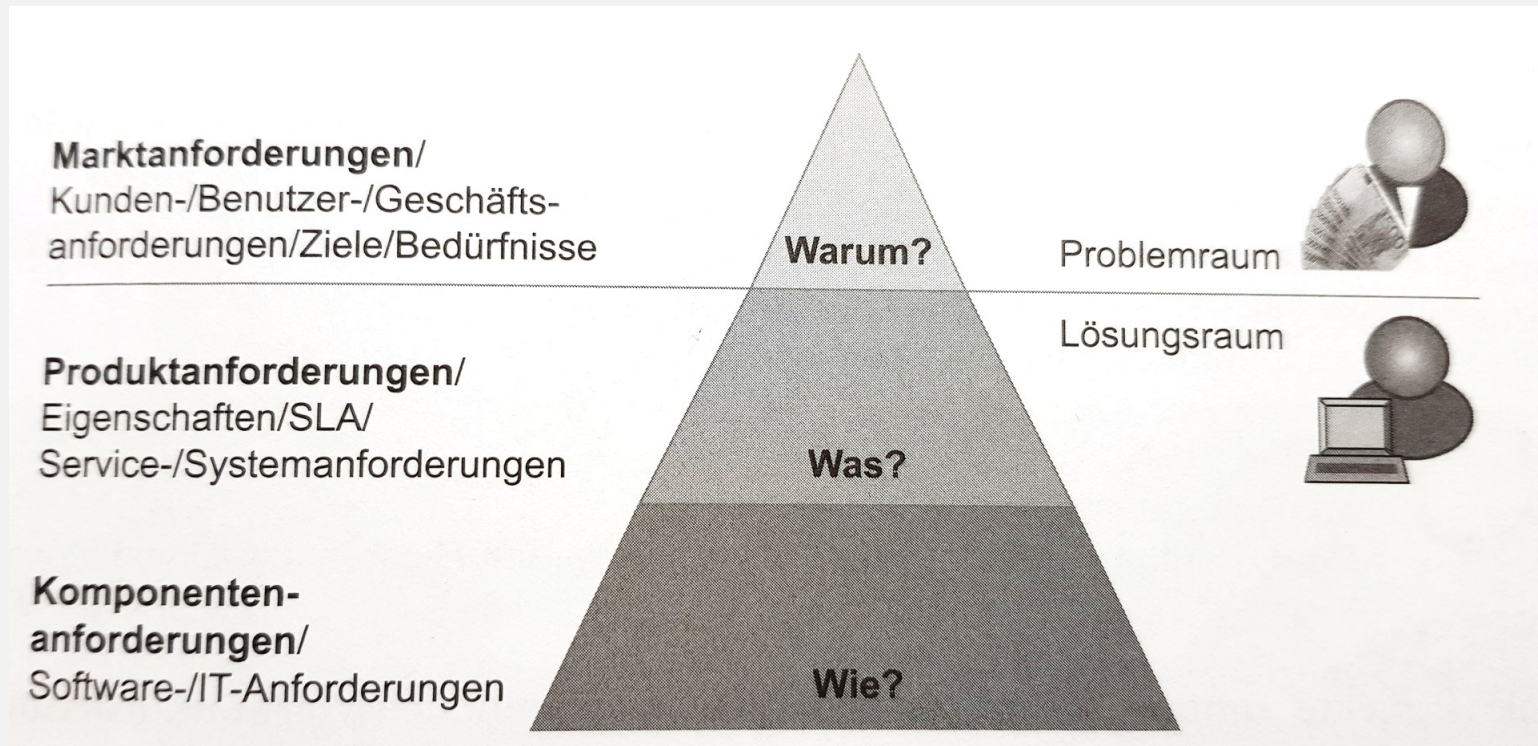 Marktanforderungen/
Kunden-/Benutzer-/Geschäfts-
anforderungen/Ziele/Bedürfnisse
Warum?
Problemraum
Lösungsraum
Produktanforderungen/
Eigenschaften/SLA/
Service-/Systemanforderungen
Was?
Komponenten-
anforderungen/
Software-/IT-Anforderungen
Wie?